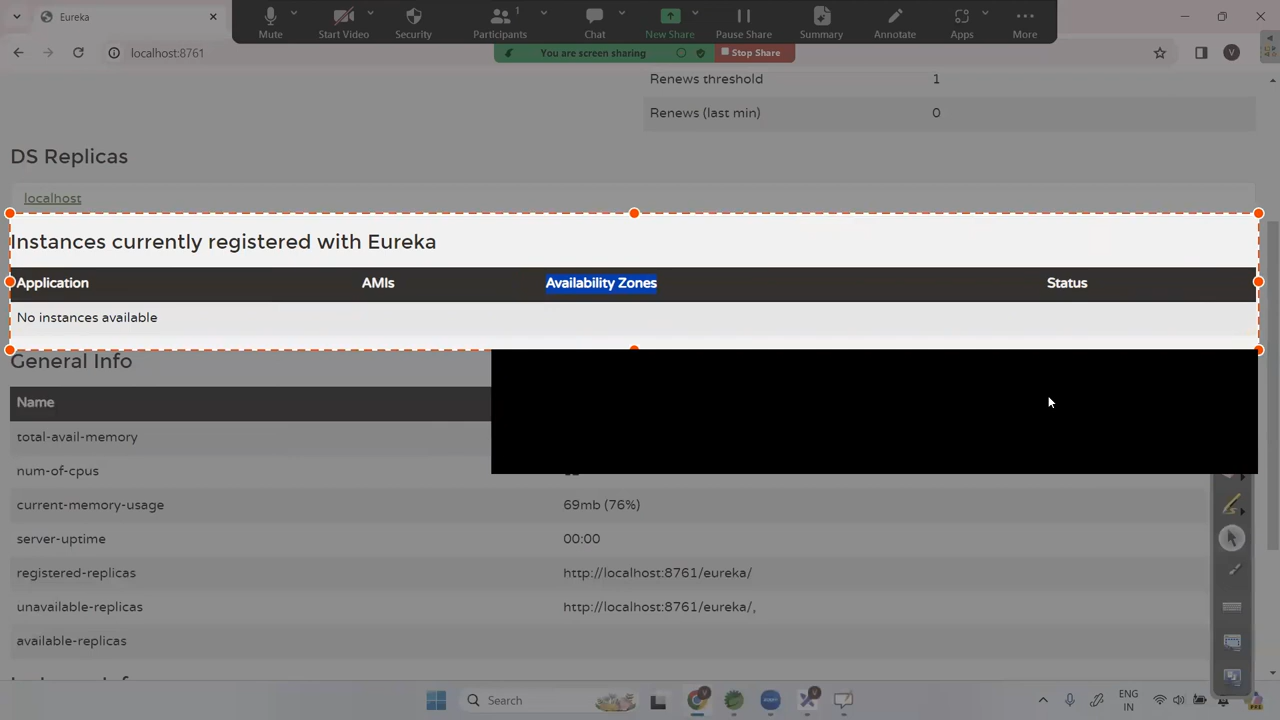 Eureka
1
Mute
Start Video
Security
Participants
Chat
New Share
Pause Share
Summary
Annotate
Apps
More
localhost:8761
You are screen sharing
Stop Share
V
Renews threshold 1
Renews (last min) 0
DS Replicas
localhost
Instances currently registered with Eureka
Application AMIs Availability Zones Status
No instances available
General Info
Name
total-avail-memory
num-of-cpus
current-memory-usage 69mb (76%)
server-uptime 00:00
registered-replicas http://localhost:8761/eureka/
unavailable-replicas http://localhost:8761/eureka/,
available-replicas
Search
ENG
IN